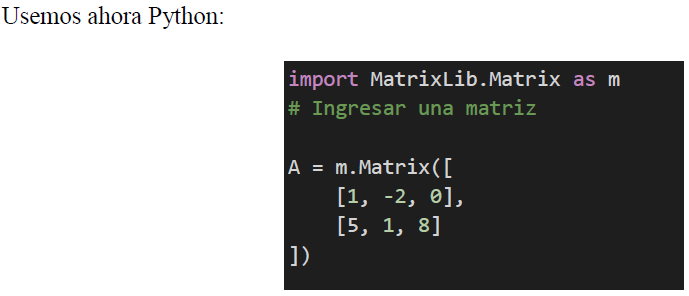 Usemos ahora Python:
import MatrixLib.Matrix as m
# Ingresar una matriz
A = m.Matrix([
    [1, -2, 0],
    [5, 1, 8]
])